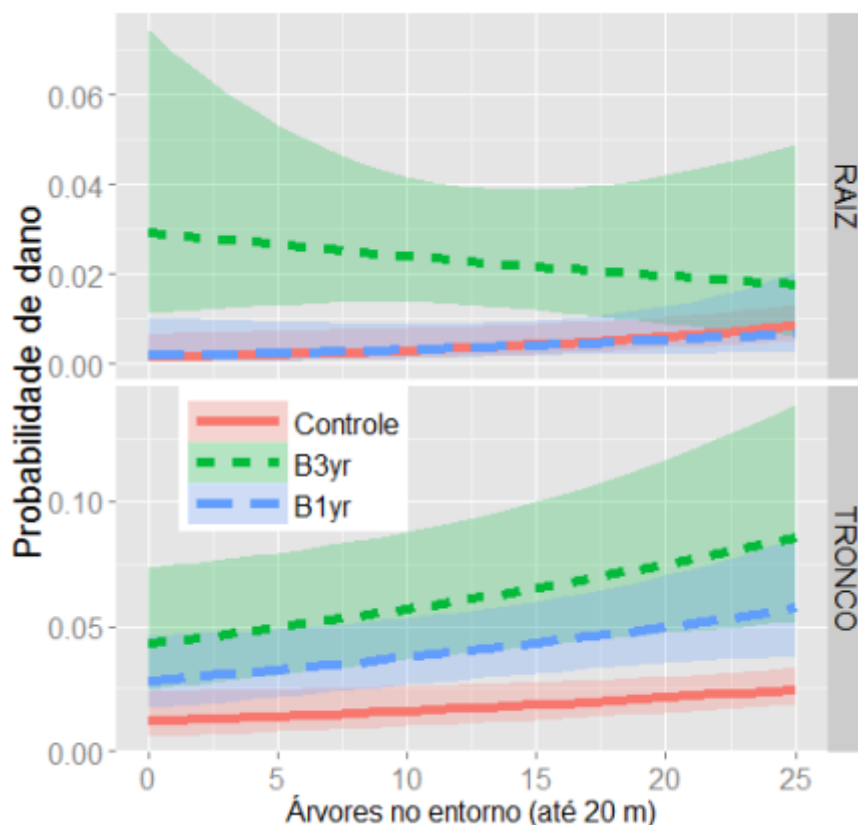 Probabilidade de dano
0.06
0.04
0.02
0.00
RAIZ
0.10
0.05
0.00
Controle
B3yr
B1yr
TRONCO
0 5 10 15 20 25
Árvores no entorno (até 20 m)